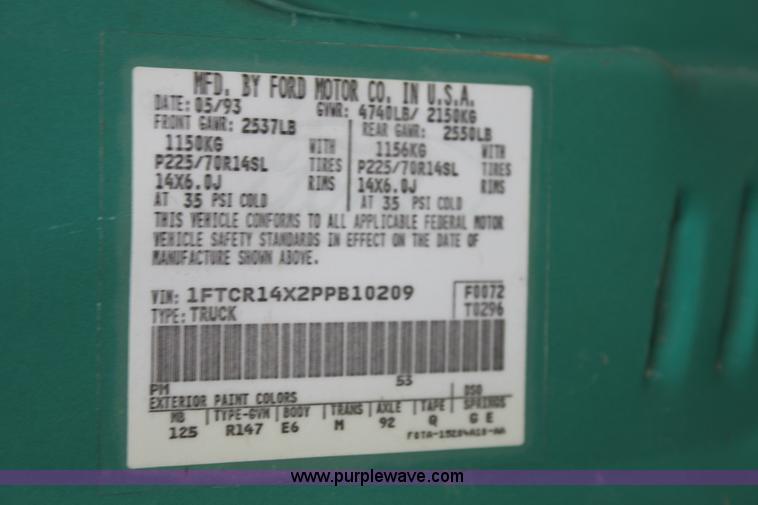 MFD. BY FORD MOTOR CO. IN U.S.A.
DATE: 05/93 GVWR: 4740LB/ 2150KG
FRONT GAWR: 2537LB REAR GAWR: 2550LB
1150KG WITH 1156KG WITH
P225/70R14SL TIRES P225/70R14SL TIRES
14X6.0J RIMS 14X6.0J RIMS
AT 35 PSI COLD AT 35 PSI COLD
THIS VEHICLE CONFORMS TO ALL APPLICABLE FEDERAL MOTOR
VEHICLE SAFETY STANDARDS IN EFFECT ON THE DATE OF
MANUFACTURE SHOWN ABOVE.
VIN: 1FTCR14X2PPB10209 F0072
TYPE: TRUCK T0296
PM 53
EXTERIOR PAINT COLORS DSO
WB TYPE-GVM BODY TRANS AXLE TAPE SPRINGS
125 R147 E6 M 92 Q G E
www.purplewave.com